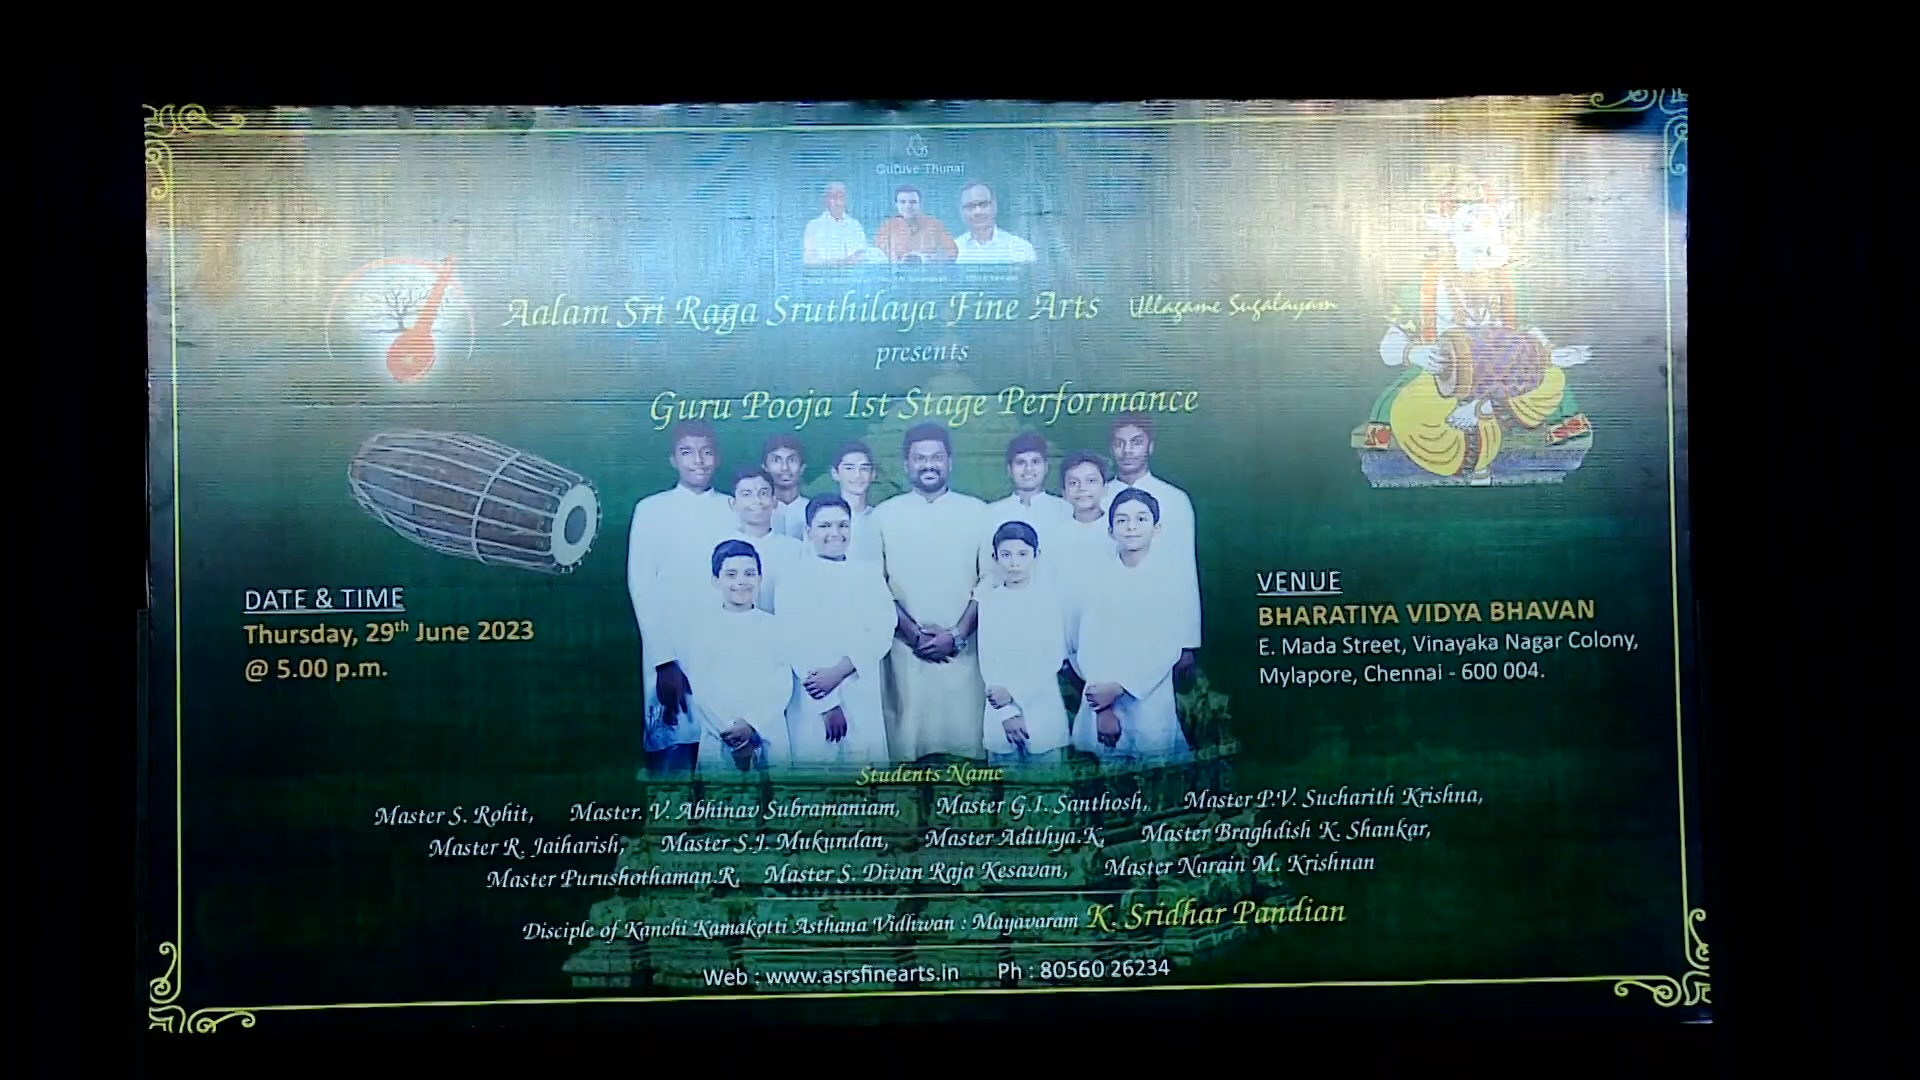 Guruve Thunai
Aalam Sri Raga Sruthilaya Fine Arts Ullagame Sugalayam
presents
Guru Pooja 1st Stage Performance
DATE & TIME
Thursday, 29th June 2023
@ 5.00 p.m.
VENUE
BHARATIYA VIDYA BHAVAN
E. Mada Street, Vinayaka Nagar Colony,
Mylapore, Chennai - 600 004.
Students Name
Master S. Rohit, Master. V. Abhinav Subramaniam, Master G.I. Santhosh, Master P.V. Sucharith Krishna,
Master R. Jaiharish, Master S.J. Mukundan, Master Adithya.K, Master Braghdish K. Shankar,
Master Purushothaman.R, Master S. Divan Raja Kesavan, Master Narain M. Krishnan
Disciple of Kanchi Kamakotti Asthana Vidhwan : Mayavaram K. Sridhar Pandian
Web : www.asrsfinearts.in Ph : 80560 26234